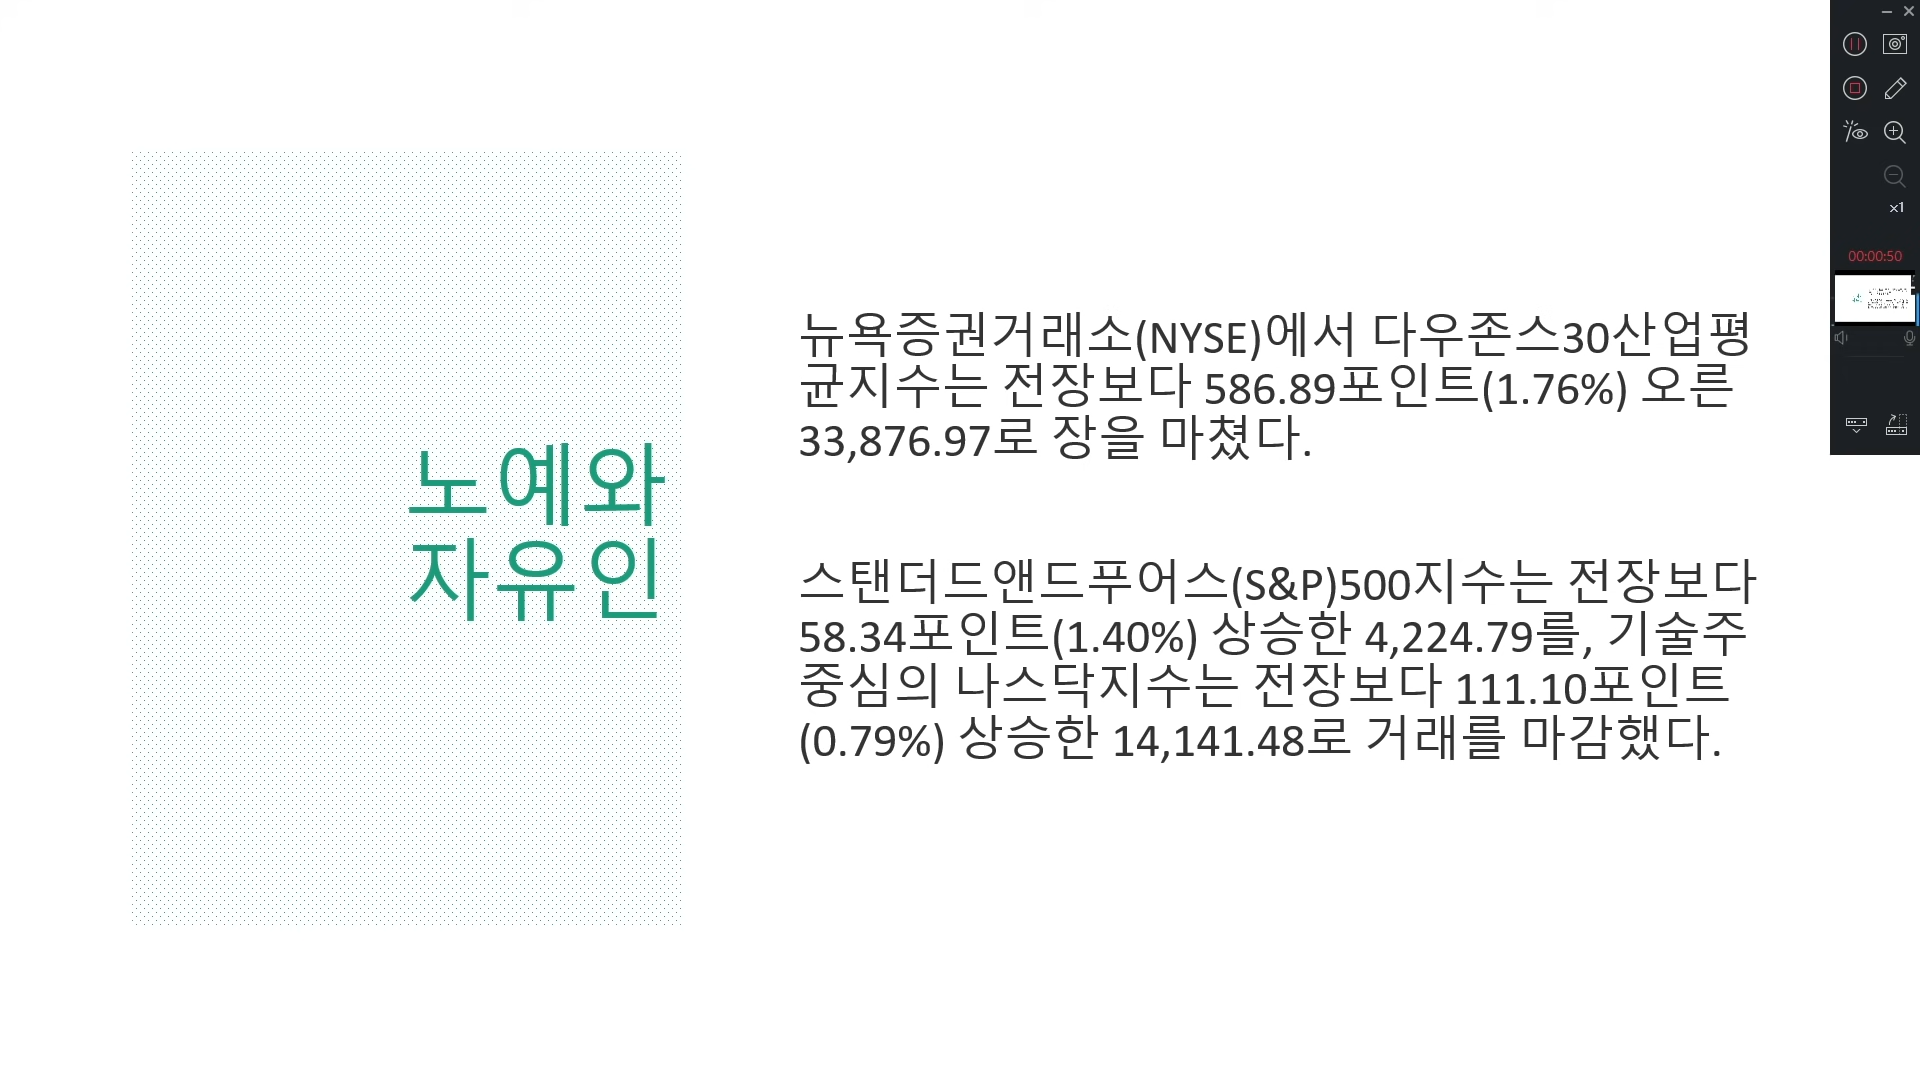 노예와
자유인
뉴욕증권거래소(NYSE)에서 다우존스30산업평
균지수는 전장보다 586.89포인트(1.76%) 오른
33,876.97로 장을 마쳤다.
스탠더드앤드푸어스(S&P)500지수는 전장보다
58.34포인트(1.40%) 상승한 4,224.79를, 기술주
중심의 나스닥지수는 전장보다 111.10포인트
(0.79%) 상승한 14,141.48로 거래를 마감했다.
x1
00:00:50